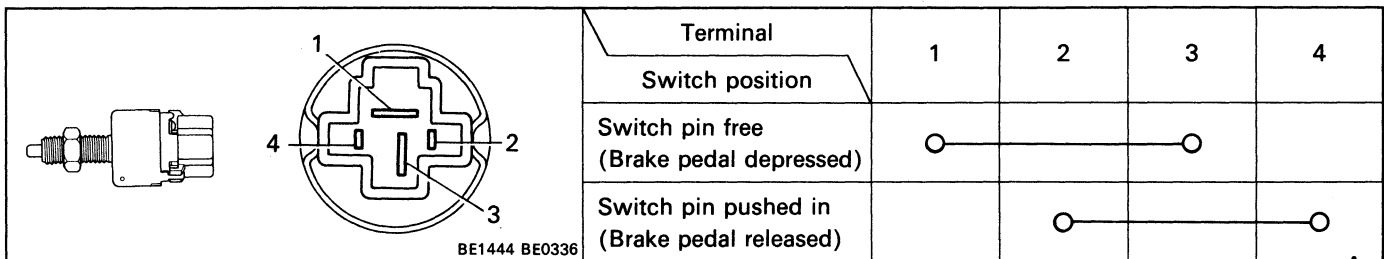 1
4
2
3
BE1444 BE0336
Terminal
Switch position
1 2 3 4
Switch pin free
(Brake pedal depressed)
Switch pin pushed in
(Brake pedal released)